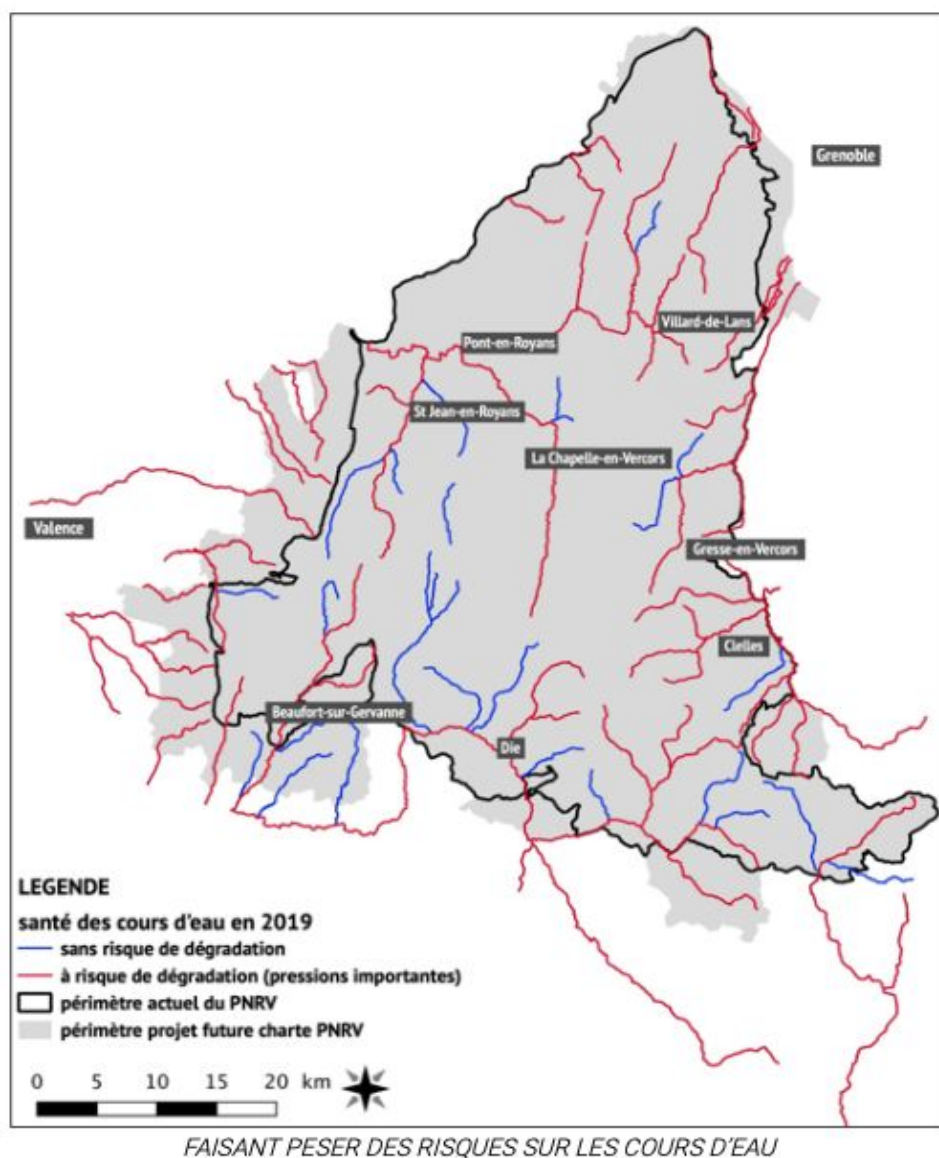 Grenoble
Villard-de-Lans
Pont-en-Royans
St Jean-en-Royans
La Chapelle-en-Vercors
Valence
Gresse-en-Vercors
Clelles
Beaufort-sur-Gervanne
Die
LEGENDE
santé des cours d'eau en 2019
sans risque de dégradation
à risque de dégradation (pressions importantes)
périmètre actuel du PNRV
périmètre projet future charte PNRV
0 5 10 15 20 km
FAISANT PESER DES RISQUES SUR LES COURS D'EAU